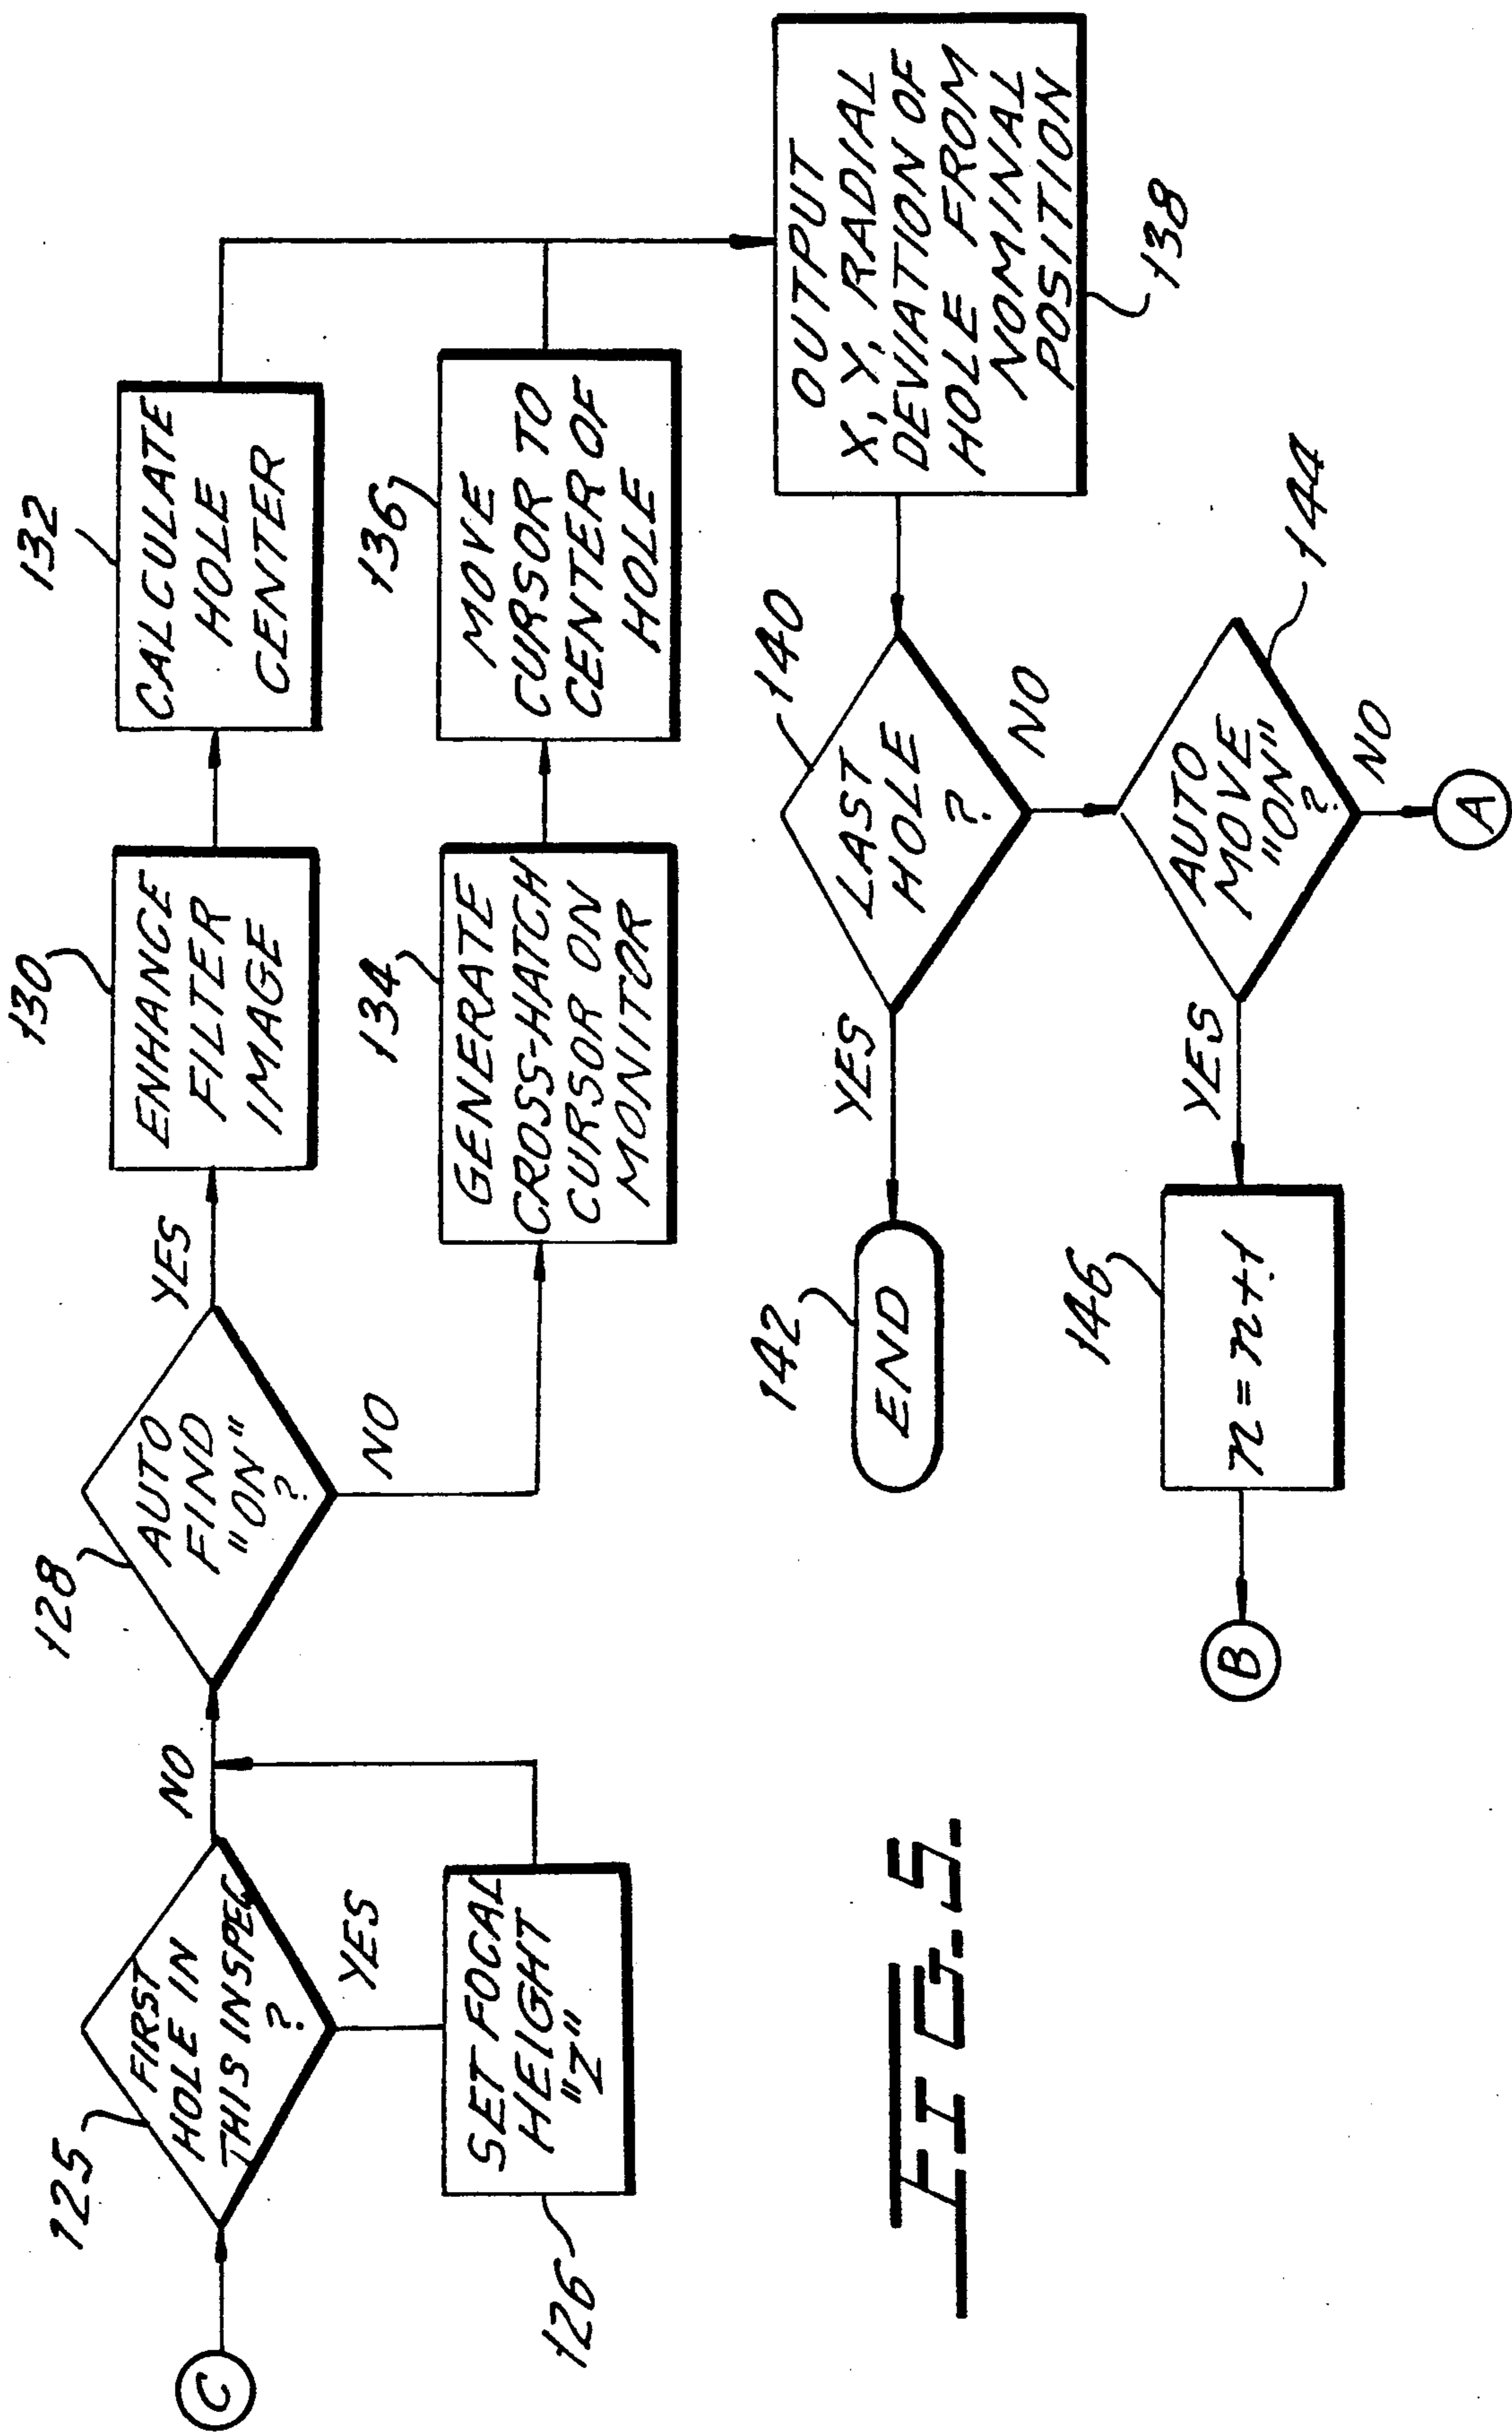 C
125
FIRST
HOLE IN
THIS INSPEC
?
NO
YES
126
SET FOCAL
HEIGHT
"Z"
128
AUTO
FIND
"ON"
?
YES
NO
130
ENHANCE
FILTER
IMAGE
132
CALCULATE
HOLE
CENTER
134
GENERATE
CROSS-HATCH
CURSOR ON
MONITOR
136
MOVE
CURSOR TO
CENTER OF
HOLE
OUTPUT
X, Y, RADIAL
DEVIATION OF
HOLE FROM
NOMINAL
POSITION
138
140
LAST
HOLE
?
YES
NO
142
END
144
AUTO
MOVE
"ON"
?
YES
NO
A
146
n = n+1
B
FIG. 5.